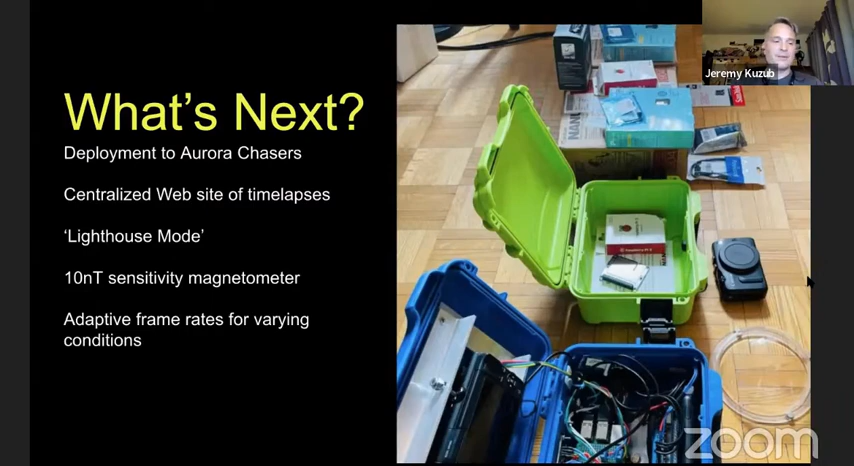 What's Next?
Deployment to Aurora Chasers
Centralized Web site of timelapses
'Lighthouse Mode'
10nT sensitivity magnetometer
Adaptive frame rates for varying
conditions
Jeremy Kuzub
zoom